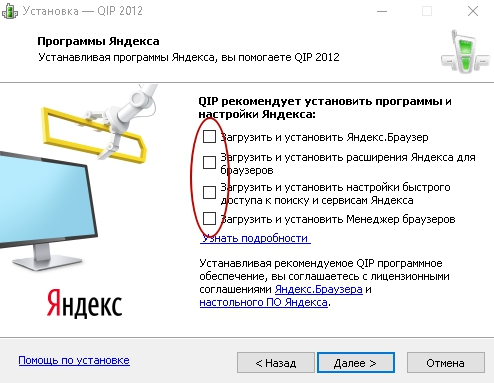 Установка — QIP 2012
Программы Яндекса
Устанавливая программы Яндекса, вы помогаете QIP 2012
QIP рекомендует установить программы и
настройки Яндекса:
Загрузить и установить Яндекс.Браузер
Загрузить и установить расширения Яндекса для
браузеров
Загрузить и установить настройки быстрого
доступа к поиску и сервисам Яндекса
Загрузить и установить Менеджер браузеров
Узнать подробности
Устанавливая рекомендуемое QIP программное
обеспечение, вы соглашаетесь с лицензионными
соглашениями Яндекс.Браузера и
настольного ПО Яндекса.
Яндекс
Помощь по установке
< Назад
Далее >
Отмена